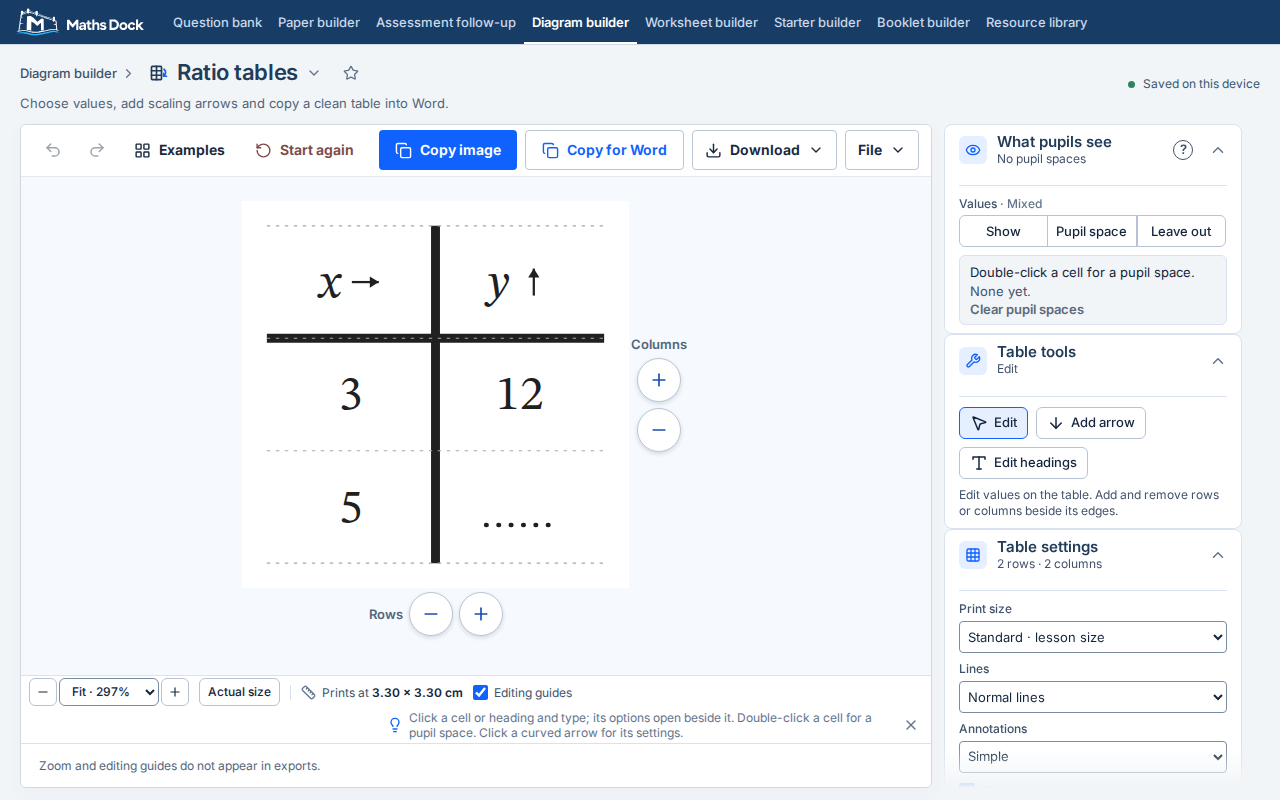 Maths Dock
Question bank
Paper builder
Assessment follow-up
Diagram builder
Worksheet builder
Starter builder
Booklet builder
Resource library
Diagram builder
Ratio tables
Choose values, add scaling arrows and copy a clean table into Word.
Saved on this device
Examples
Start again
Copy image
Copy for Word
Download
File
x → y ↑
3 12
5 ......
Columns
+
−
Rows − +
− Fit · 297% +
Actual size
Prints at 3.30 × 3.30 cm
Editing guides
Click a cell or heading and type; its options open beside it. Double-click a cell for a
pupil space. Click a curved arrow for its settings.
Zoom and editing guides do not appear in exports.
What pupils see
No pupil spaces
?
Values · Mixed
Show
Pupil space
Leave out
Double-click a cell for a pupil space.
None yet.
Clear pupil spaces
Table tools
Edit
Edit
Add arrow
Edit headings
Edit values on the table. Add and remove rows
or columns beside its edges.
Table settings
2 rows · 2 columns
Print size
Standard · lesson size
Lines
Normal lines
Annotations
Simple